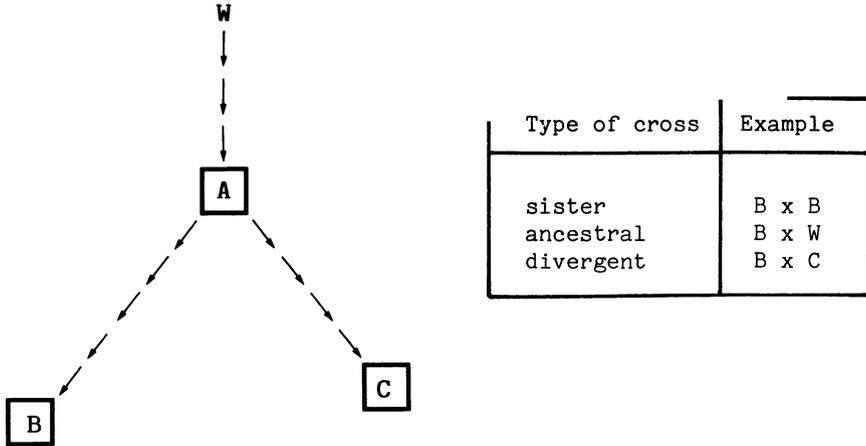 W
A
B
C
Type of cross Example
sister B x B
ancestral B x W
divergent B x C